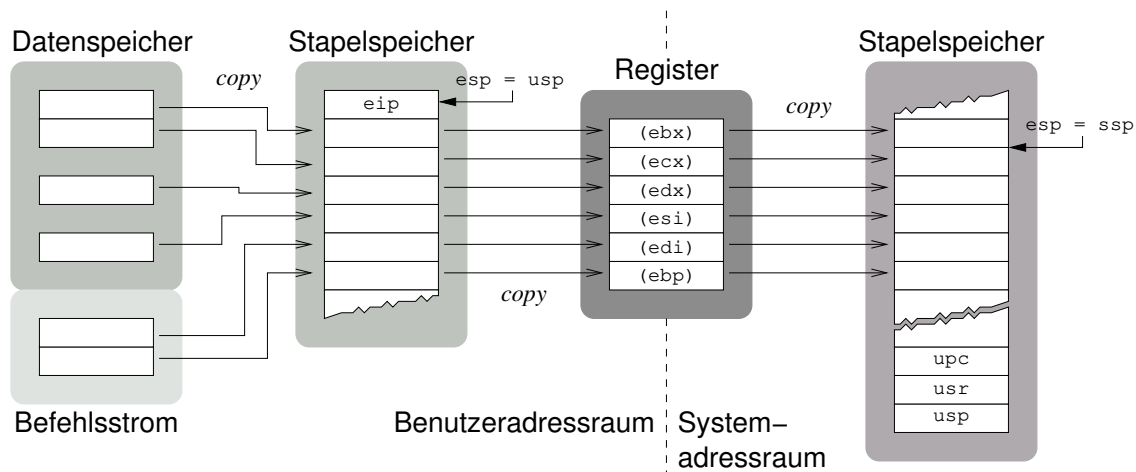 Datenspeicher
Stapelspeicher
Stapelspeicher
copy
esp = usp
Register
eip
copy
(ebx)
esp = ssp
(ecx)
(edx)
(esi)
(edi)
(ebp)
copy
upc
usr
usp
Befehlsstrom
Benutzeradressraum
System–
adressraum